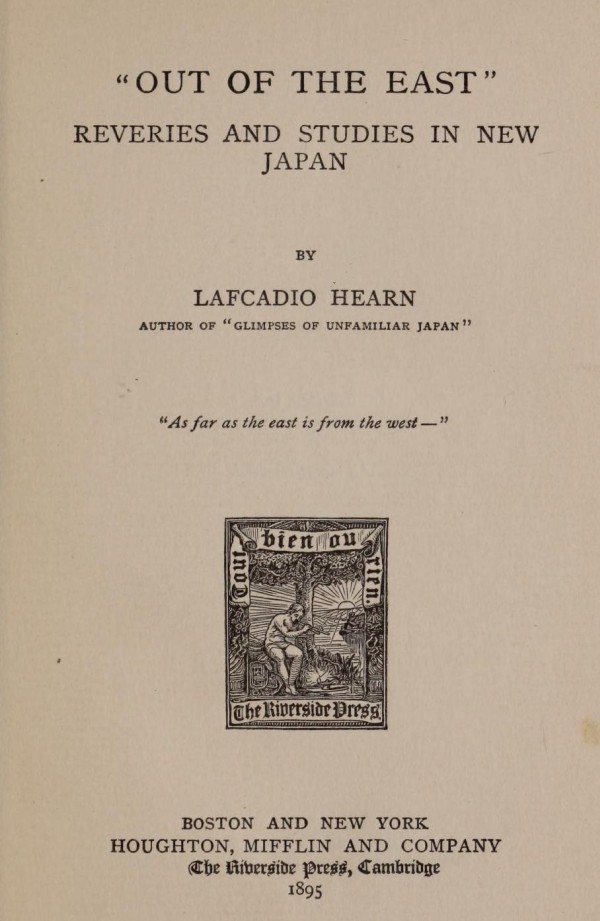 "OUT OF THE EAST"
REVERIES AND STUDIES IN NEW
JAPAN
BY
LAFCADIO HEARN
AUTHOR OF "GLIMPSES OF UNFAMILIAR JAPAN"
"As far as the east is from the west—"
Tout bien ou rien.
The Riverside Press
BOSTON AND NEW YORK
HOUGHTON, MIFFLIN AND COMPANY
The Riverside Press, Cambridge
1895